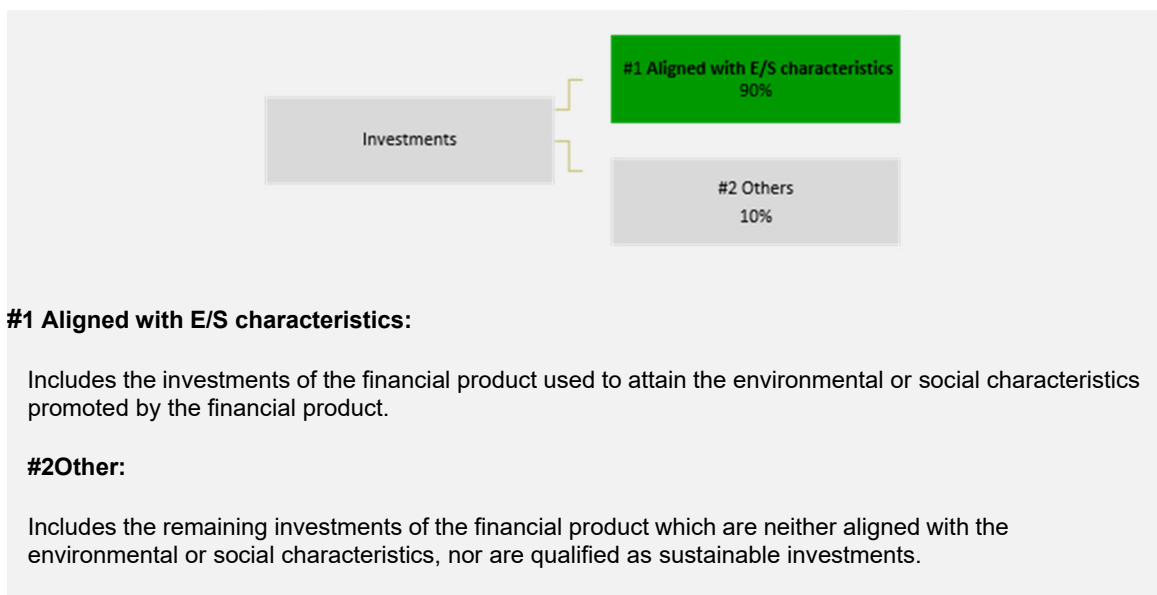 #1 Aligned with E/S characteristics
90%
Investments
#2 Others
10%
#1 Aligned with E/S characteristics:
Includes the investments of the financial product used to attain the environmental or social characteristics
promoted by the financial product.
#2Other:
Includes the remaining investments of the financial product which are neither aligned with the
environmental or social characteristics, nor are qualified as sustainable investments.